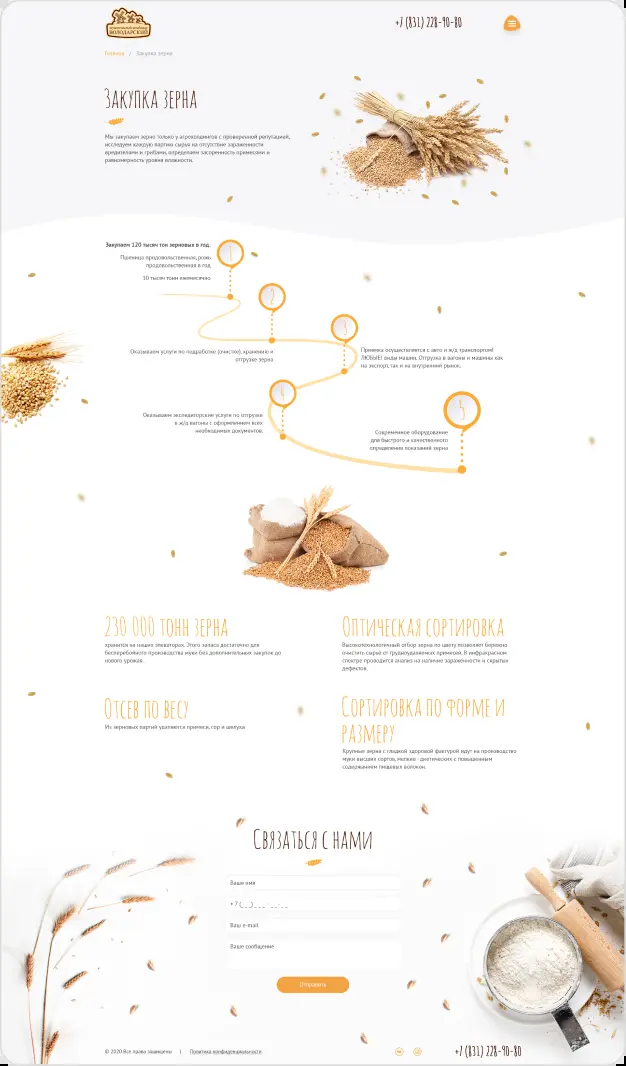 ВОЛОДАРСКИЙ
+7 (831) 228-90-80
Главная / Закупка зерна
Закупка зерна
Мы закупаем зерно только у агрохолдингов с проверенной репутацией,
исследуем каждую партию сырья на отсутствие зараженности
вредителями и грибами, определяем засоренность примесями и
равномерность уровня влажности.
Закупаем 120 тысяч тонн зерновых в год.
Пшеница продовольственная, рожь
продовольственная в год
10 тысяч тонн ежемесячно
1
2
3
Оказываем услуги по подработке (очистке), хранению и
отгрузке зерна
Приемка осуществляется с авто и ж/д транспортом!
ЛЮБЫЕ! виды машин. Отгрузка в вагоны и машины как
на экспорт, так и на внутренний рынок.
4
5
Оказываем экспедиторские услуги по отгрузке
в ж/д вагоны с оформлением всех
необходимых документов.
Современное оборудование
для быстрого и качественного
определения показаний зерна
230 000 тонн зерна
хранится на наших элеваторах. Этого запаса достаточно для
бесперебойного производства муки без дополнительных закупок до
нового урожая.
Оптическая сортировка
Высокотехнологичный отбор зерна по цвету позволяет бережно
очистить сырьё от трудноудаляемых примесей. В инфракрасном
спектре проводится анализ на наличие заражённости и скрытых
дефектов.
Отсев по весу
Из зерновых партий удаляются примеси, сор и шелуха
Сортировка по форме и
размеру
Крупные зерна с гладкой здоровой фактурой идут на производство
муки высших сортов, мелкие - диетических с повышенным
содержанием пищевых волокон.
Связаться с нами
Ваше имя
+7 (
Ваш e-mail
Ваше сообщение
Отправить
© 2020 Все права защищены | Политика конфиденциальности
+7 (831) 228-90-80